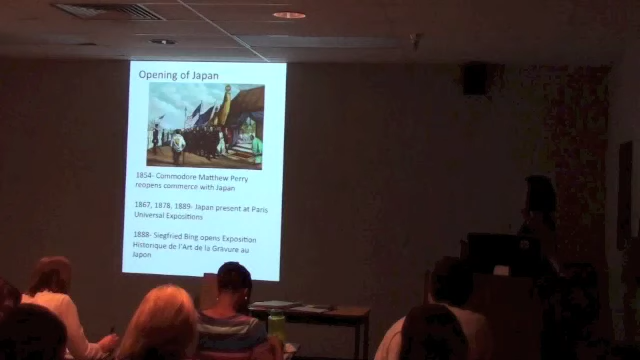 Opening of Japan
1854- Commodore Matthew Perry
reopens commerce with Japan
1867, 1878, 1889- Japan present at Paris
Universal Expositions
1888- Siegfried Bing opens Exposition
Historique de l'Art de la Gravure au
Japon